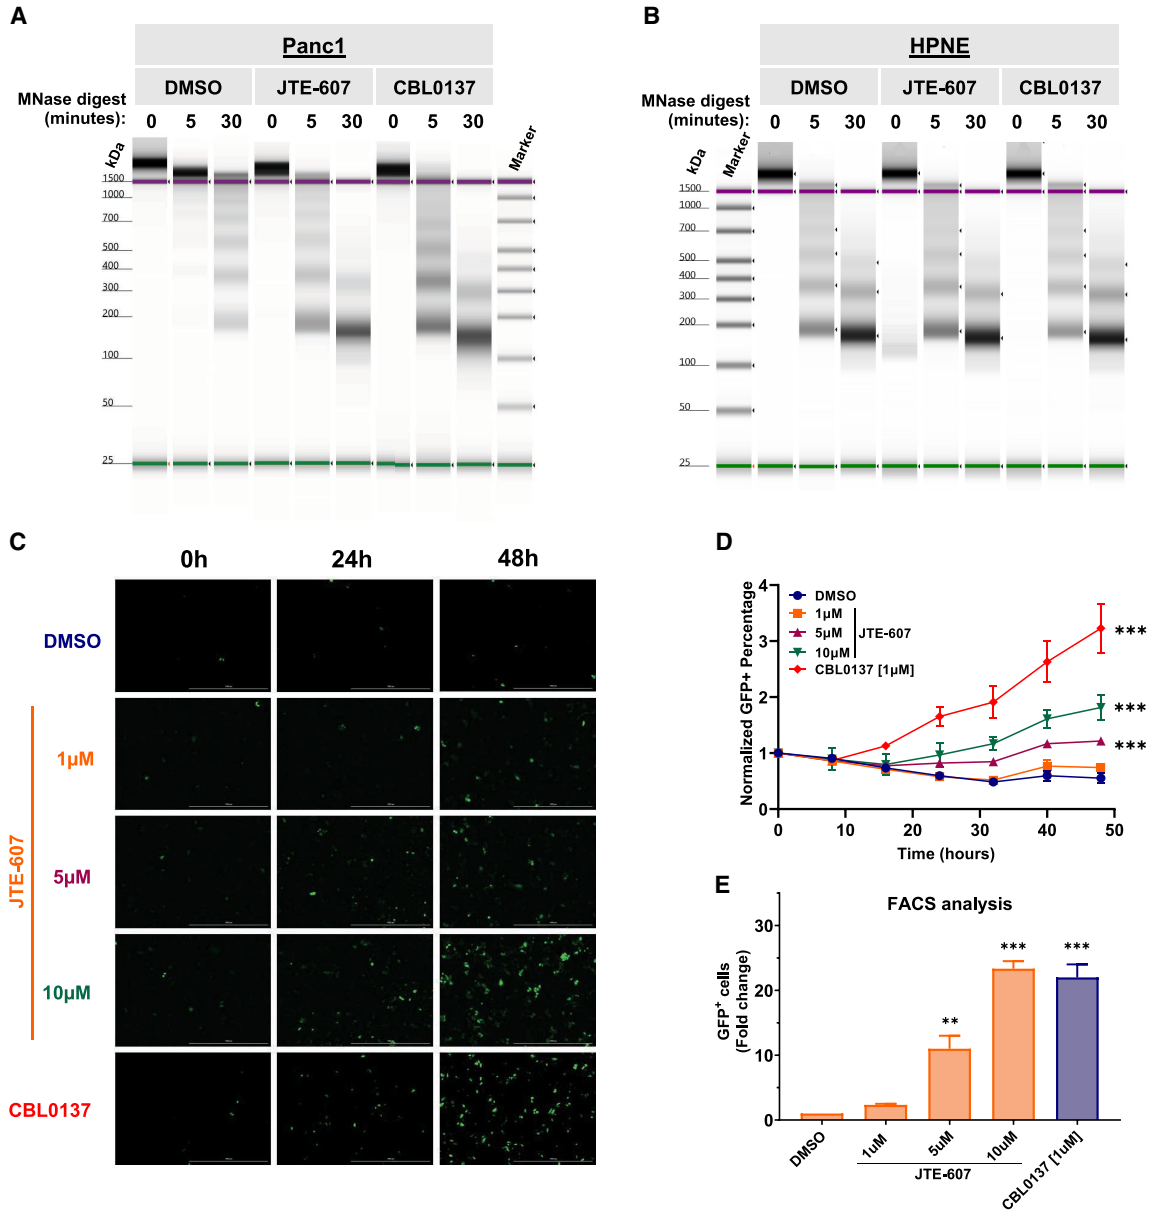 A
Panc1
DMSO JTE-607 CBL0137
MNase digest
(minutes): 0 5 30 0 5 30 0 5 30
kDa
Marker
1500
1000
700
500
400
300
200
100
50
25
B
HPNE
DMSO JTE-607 CBL0137
MNase digest
(minutes): 0 5 30 0 5 30 0 5 30
kDa
Marker
1500
1000
700
500
400
300
200
100
50
25
C
0h 24h 48h
DMSO
JTE-607
1μM
5μM
10μM
CBL0137
D
Normalized GFP+ Percentage
4
3
2
1
0
DMSO
1μM
5μM
10μM
JTE-607
CBL0137 [1μM]
***
***
***
0 10 20 30 40 50
Time (hours)
E
FACS analysis
GFP+ cells
(Fold change)
30
20
10
0
**
***
***
DMSO
1uM
5uM
10uM
CBL0137 [1uM]
JTE-607